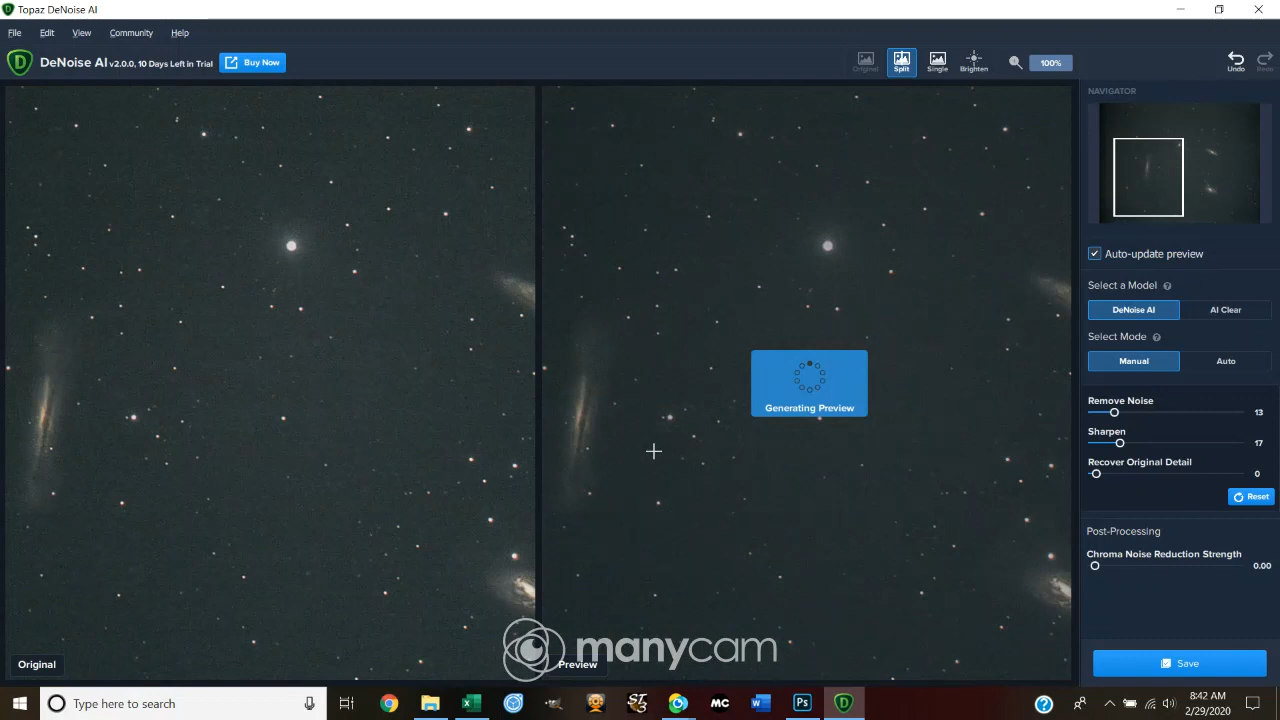 Topaz DeNoise AI
File Edit View Community Help
DeNoise AI v2.0.0, 10 Days Left in Trial Buy Now
Original Split Single Brighten 100% Undo Redo
NAVIGATOR
Auto-update preview
Select a Model
DeNoise AI AI Clear
Select Mode
Manual Auto
Remove Noise
13
Sharpen
17
Recover Original Detail
0
Reset
Post-Processing
Chroma Noise Reduction Strength
0.00
Save
Generating Preview
Original
Preview
manycam
Type here to search
MC
Ps
8:42 AM
2/29/2020